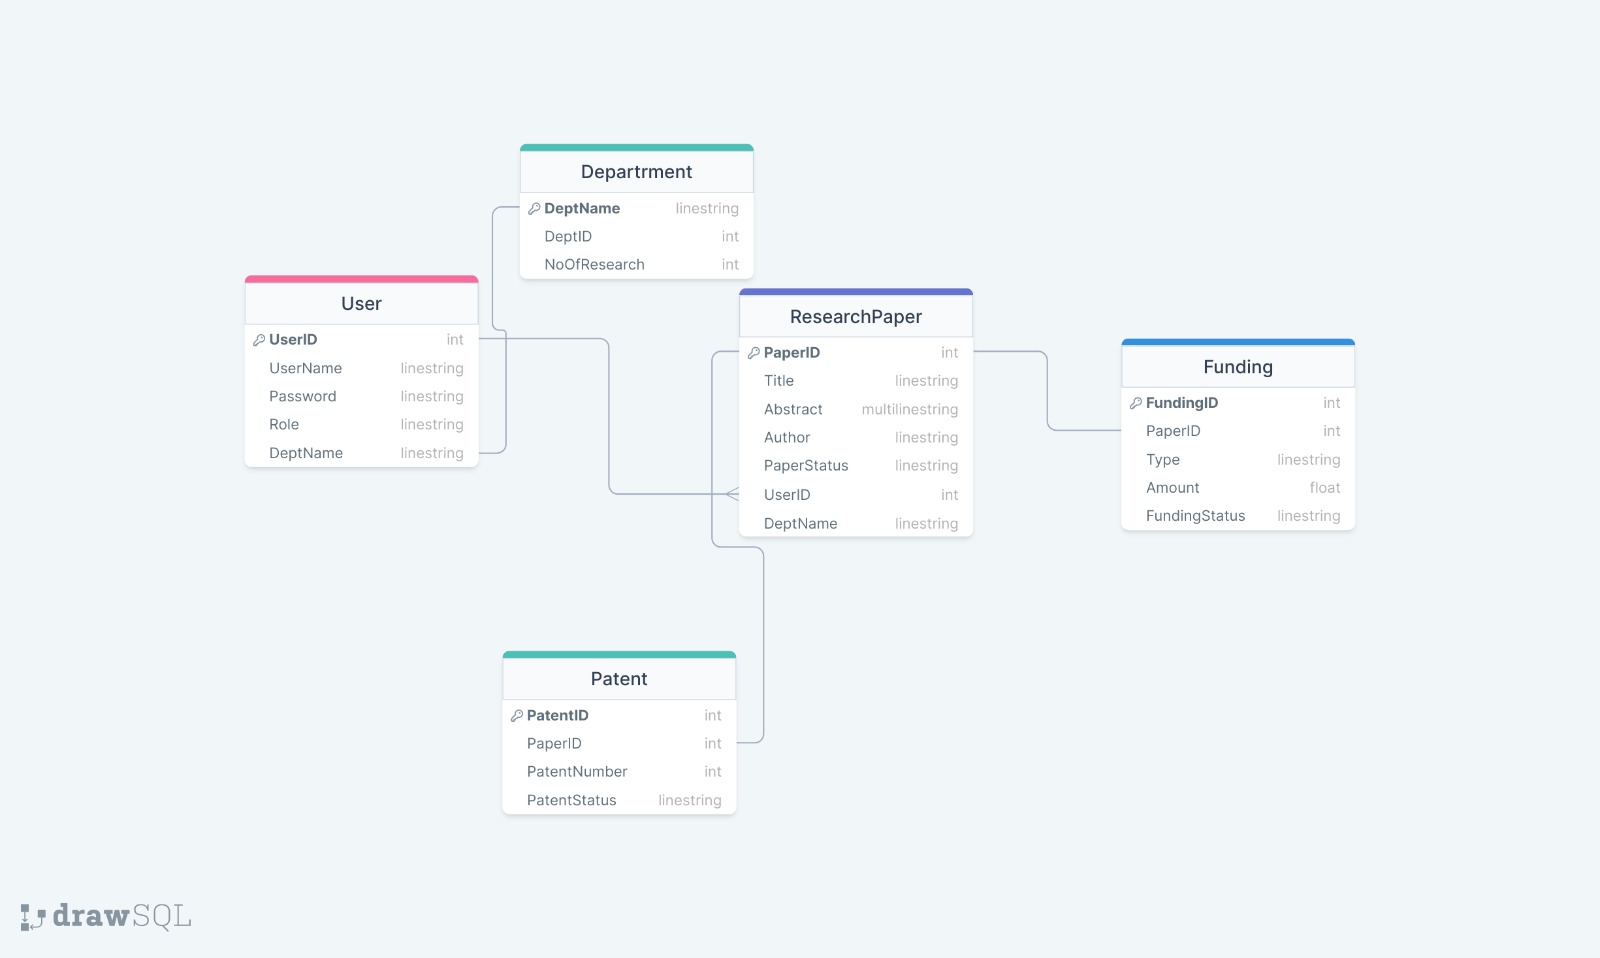 Departrment
DeptName linestring
DeptID int
NoOfResearch int
User
UserID int
UserName linestring
Password linestring
Role linestring
DeptName linestring
ResearchPaper
PaperID int
Title linestring
Abstract multilinestring
Author linestring
PaperStatus linestring
UserID int
DeptName linestring
Funding
FundingID int
PaperID int
Type linestring
Amount float
FundingStatus linestring
Patent
PatentID int
PaperID int
PatentNumber int
PatentStatus linestring
drawSQL